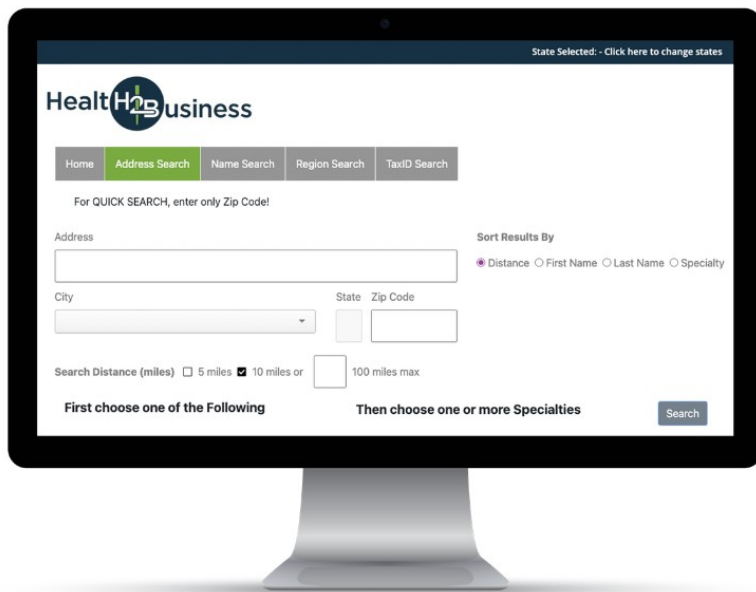 State Selected: - Click here to change states
HealtH2Business
Home Address Search Name Search Region Search TaxID Search
For QUICK SEARCH, enter only Zip Code!
Address
Sort Results By
Distance First Name Last Name Specialty
City State Zip Code
Search Distance (miles) 5 miles 10 miles or 100 miles max
First choose one of the Following Then choose one or more Specialties Search